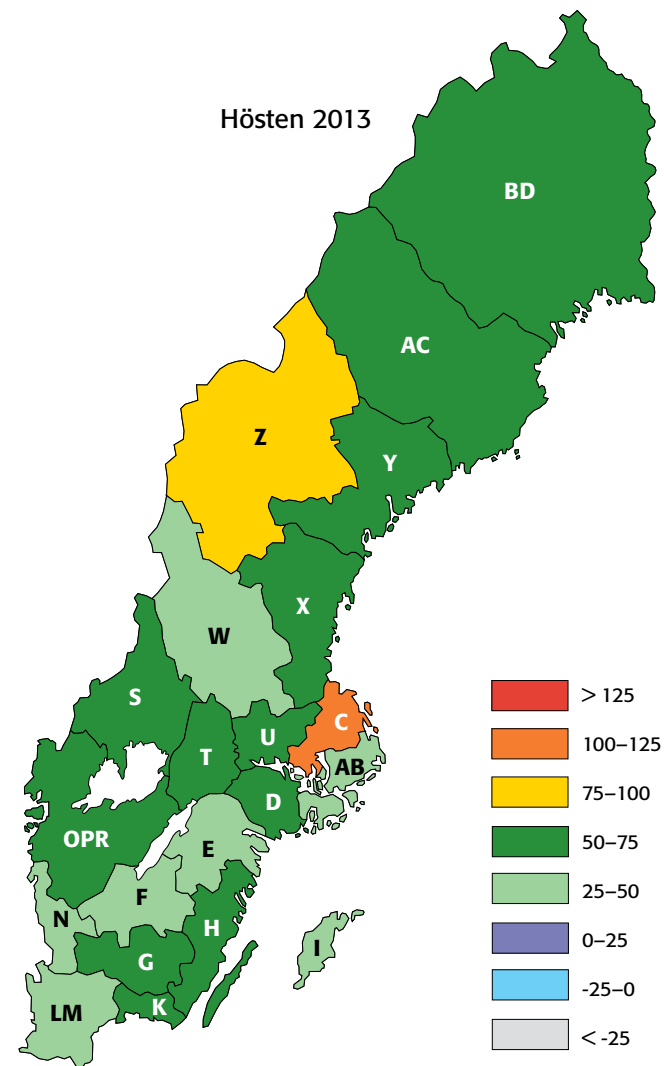 Hösten 2013
BD
AC
Z
Y
X
W
S
C
U
T
AB
D
OPR
E
F
N
H
I
G
K
LM
> 125
100–125
75–100
50–75
25–50
0–25
-25–0
< -25